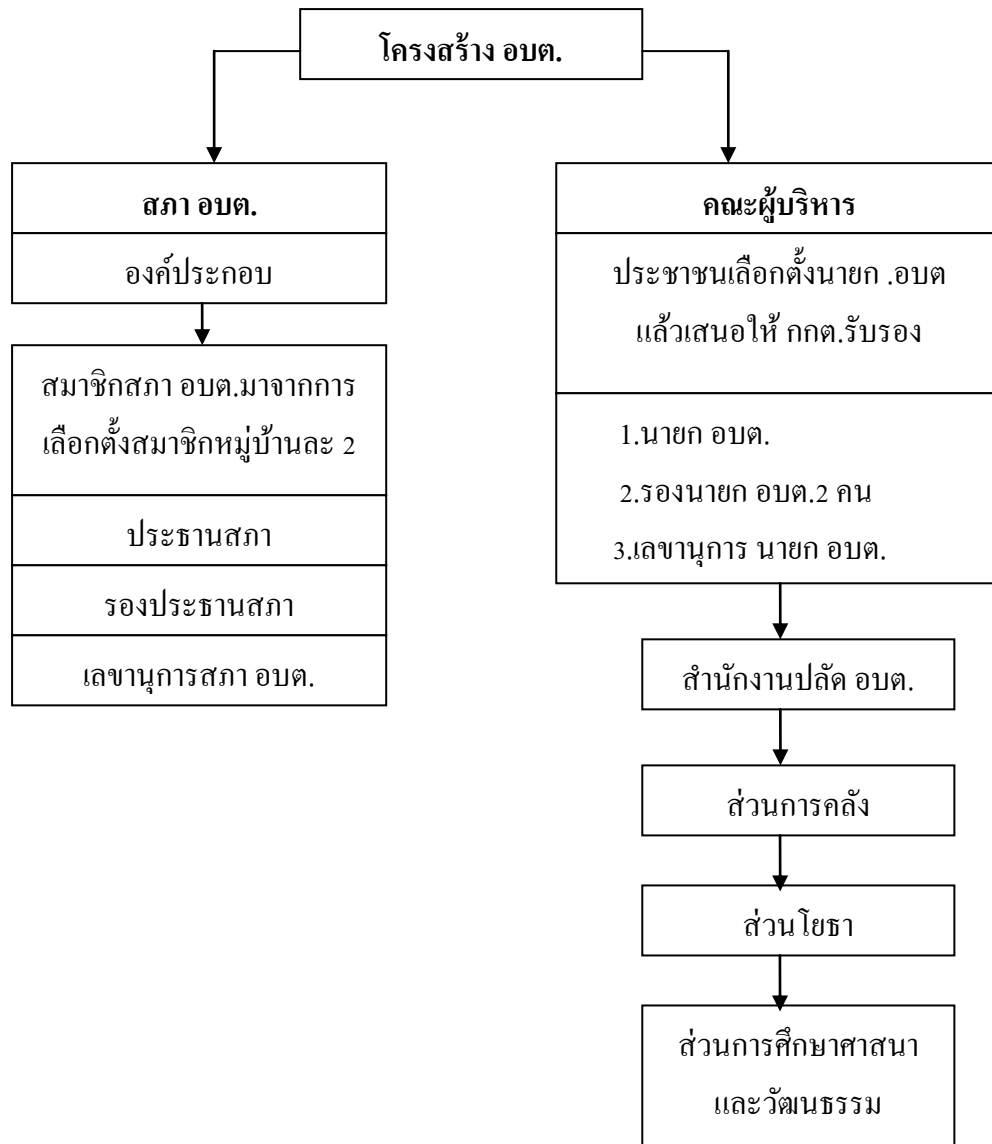 โครงสร้าง อบต.
สภา อบต.
องค์ประกอบ
สมาชิกสภา อบต.มาจากการ
เลือกตั้งสมาชิกหมู่บ้านละ 2
ประธานสภา
รองประธานสภา
เลขานุการสภา อบต.
คณะผู้บริหาร
ประชาชนเลือกตั้งนายก .อบต
แล้วเสนอให้ กกต.รับรอง
1.นายก อบต.
2.รองนายก อบต.2 คน
3.เลขานุการ นายก อบต.
สำนักงานปลัด อบต.
ส่วนการคลัง
ส่วนโยธา
ส่วนการศึกษาศาสนา
และวัฒนธรรม